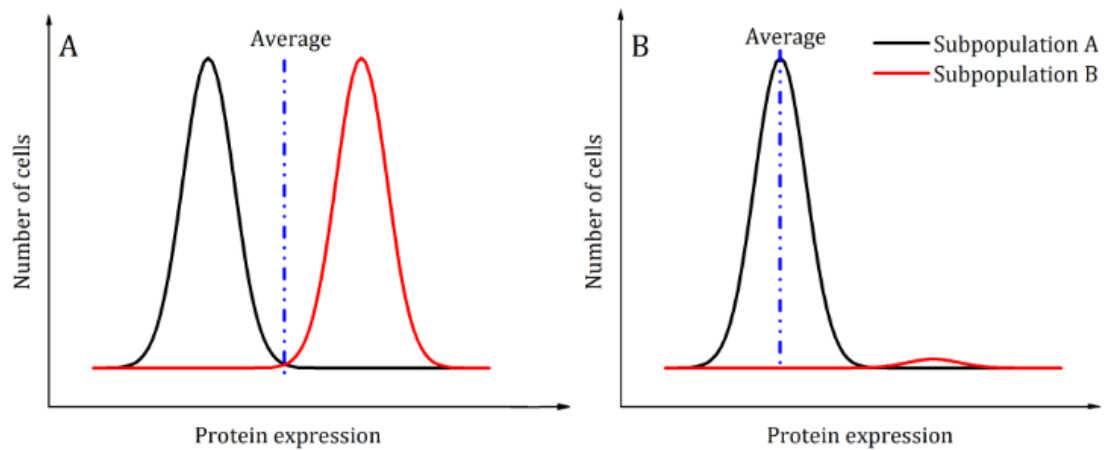 A
Average
Number of cells
Protein expression
B
Average
Subpopulation A
Subpopulation B
Number of cells
Protein expression